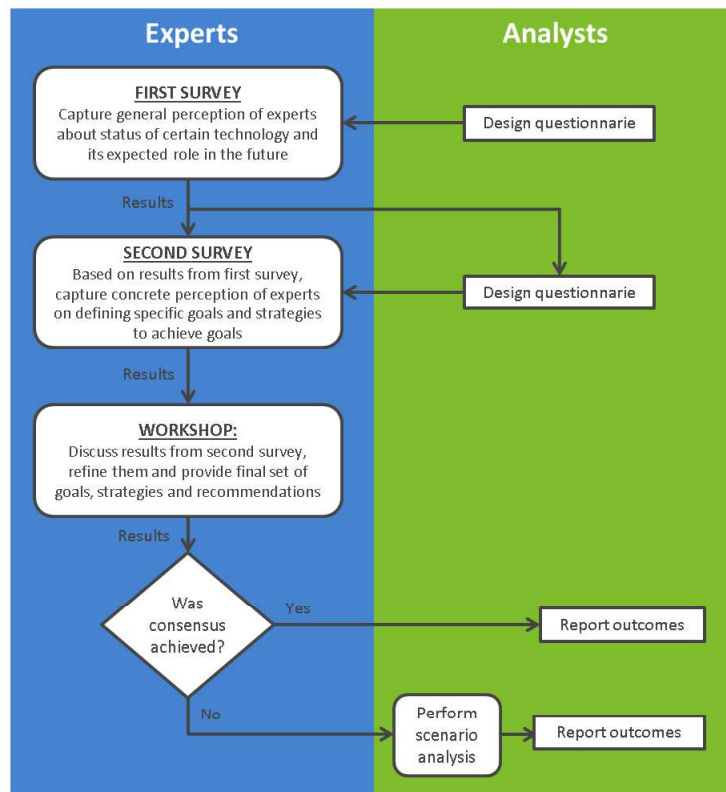 Experts
Analysts
FIRST SURVEY
Capture general perception of experts
about status of certain technology and
its expected role in the future
Design questionnarie
Results
SECOND SURVEY
Based on results from first survey,
capture concrete perception of experts
on defining specific goals and strategies
to achieve goals
Design questionnarie
Results
WORKSHOP:
Discuss results from second survey,
refine them and provide final set of
goals, strategies and recommendations
Results
Was
consensus
achieved?
Yes
Report outcomes
No
Perform
scenario
analysis
Report outcomes